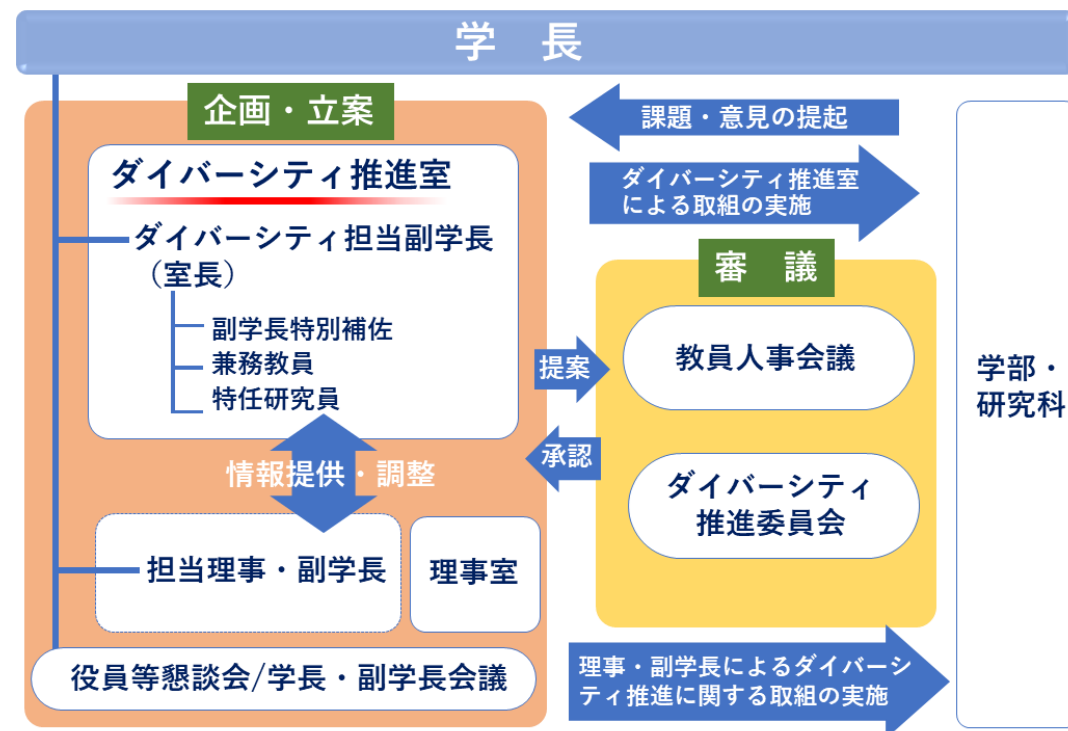 学　長
企画・立案
ダイバーシティ推進室
ダイバーシティ担当副学長
（室長）
副学長特別補佐
兼務教員
特任研究員
情報提供・調整
担当理事・副学長
理事室
役員等懇談会/学長・副学長会議
課題・意見の提起
ダイバーシティ推進室
による取組の実施
提案
承認
審　議
教員人事会議
ダイバーシティ
推進委員会
理事・副学長によるダイバーシ
ティ推進に関する取組の実施
学部・
研究科